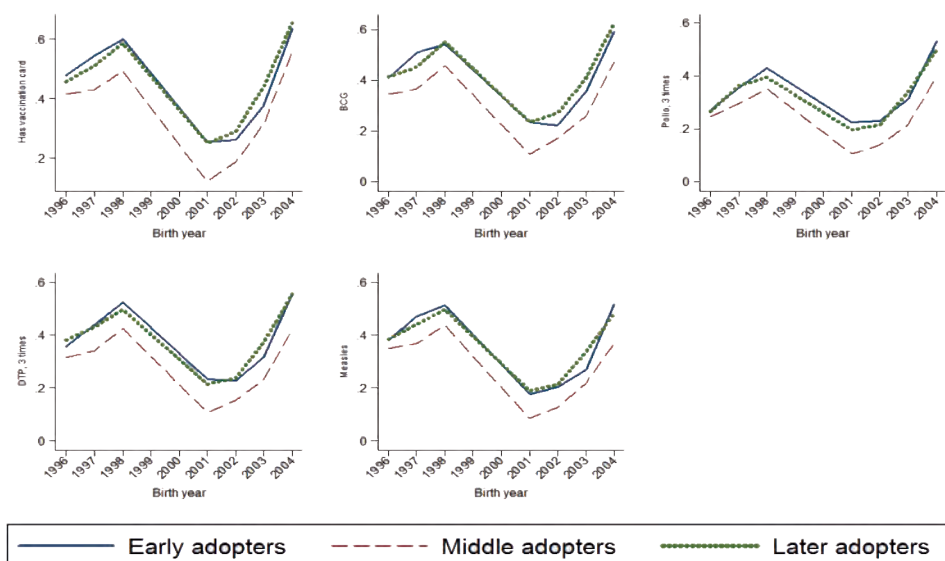 Has vaccination card
.6
.4
.2
1996 1997 1998 1999 2000 2001 2002 2003 2004
Birth year
BCG
.6
.4
.2
0
1996 1997 1998 1999 2000 2001 2002 2003 2004
Birth year
Polio, 3 times
.6
.4
.2
0
1996 1997 1998 1999 2000 2001 2002 2003 2004
Birth year
DTP, 3 times
.6
.4
.2
0
1996 1997 1998 1999 2000 2001 2002 2003 2004
Birth year
Measles
.6
.4
.2
0
1996 1997 1998 1999 2000 2001 2002 2003 2004
Birth year
Early adopters Middle adopters Later adopters